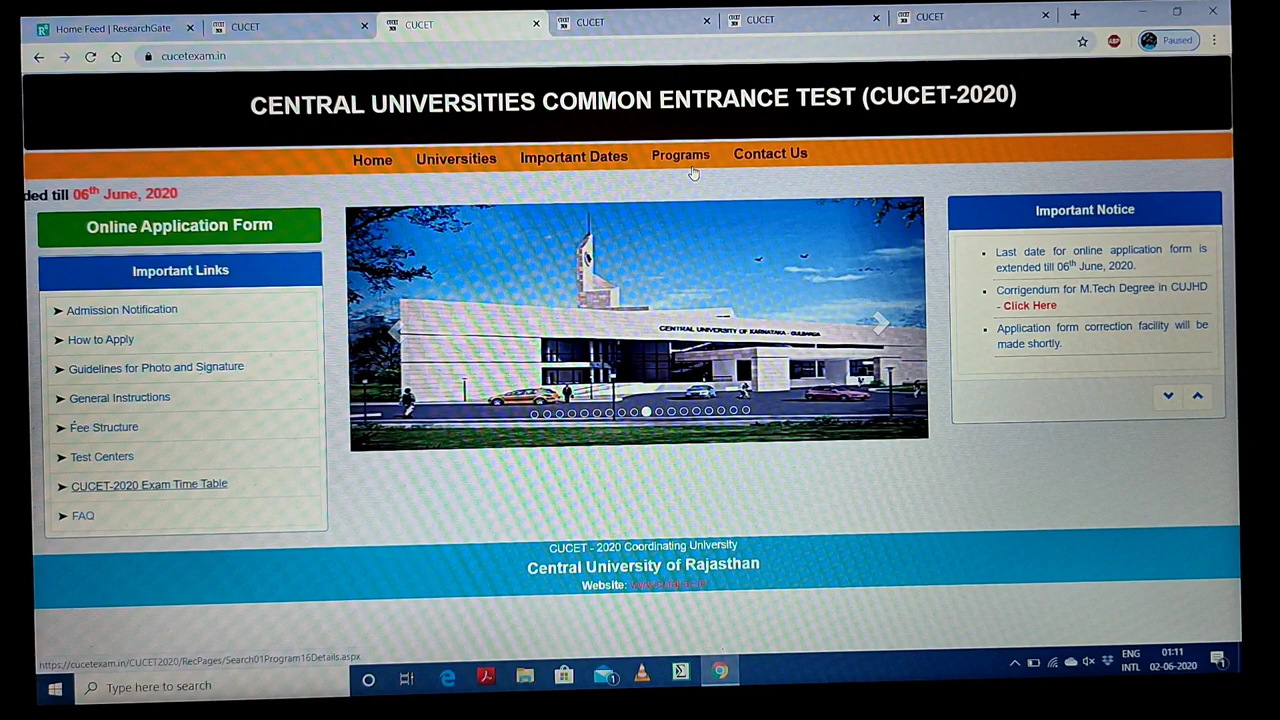 Home Feed | ResearchGate
CUCET
CUCET
CUCET
CUCET
CUCET
cucetexam.in
Paused
CENTRAL UNIVERSITIES COMMON ENTRANCE TEST (CUCET-2020)
Home Universities Important Dates Programs Contact Us
ded till 06th June, 2020
Online Application Form
Important Links
➤ Admission Notification
➤ How to Apply
➤ Guidelines for Photo and Signature
➤ General Instructions
➤ Fee Structure
➤ Test Centers
➤ CUCET-2020 Exam Time Table
➤ FAQ
CENTRAL UNIVERSITY OF KARNATAKA - GULBARGA
Important Notice
Last date for online application form is
extended till 06th June, 2020.
Corrigendum for M.Tech Degree in CUJHD
- Click Here
Application form correction facility will be
made shortly.
CUCET - 2020 Coordinating University
Central University of Rajasthan
Website:
https://cucetexam.in/CUCET2020/RecPages/Search01Program16Details.aspx
Type here to search
ENG
INTL
01:11
02-06-2020